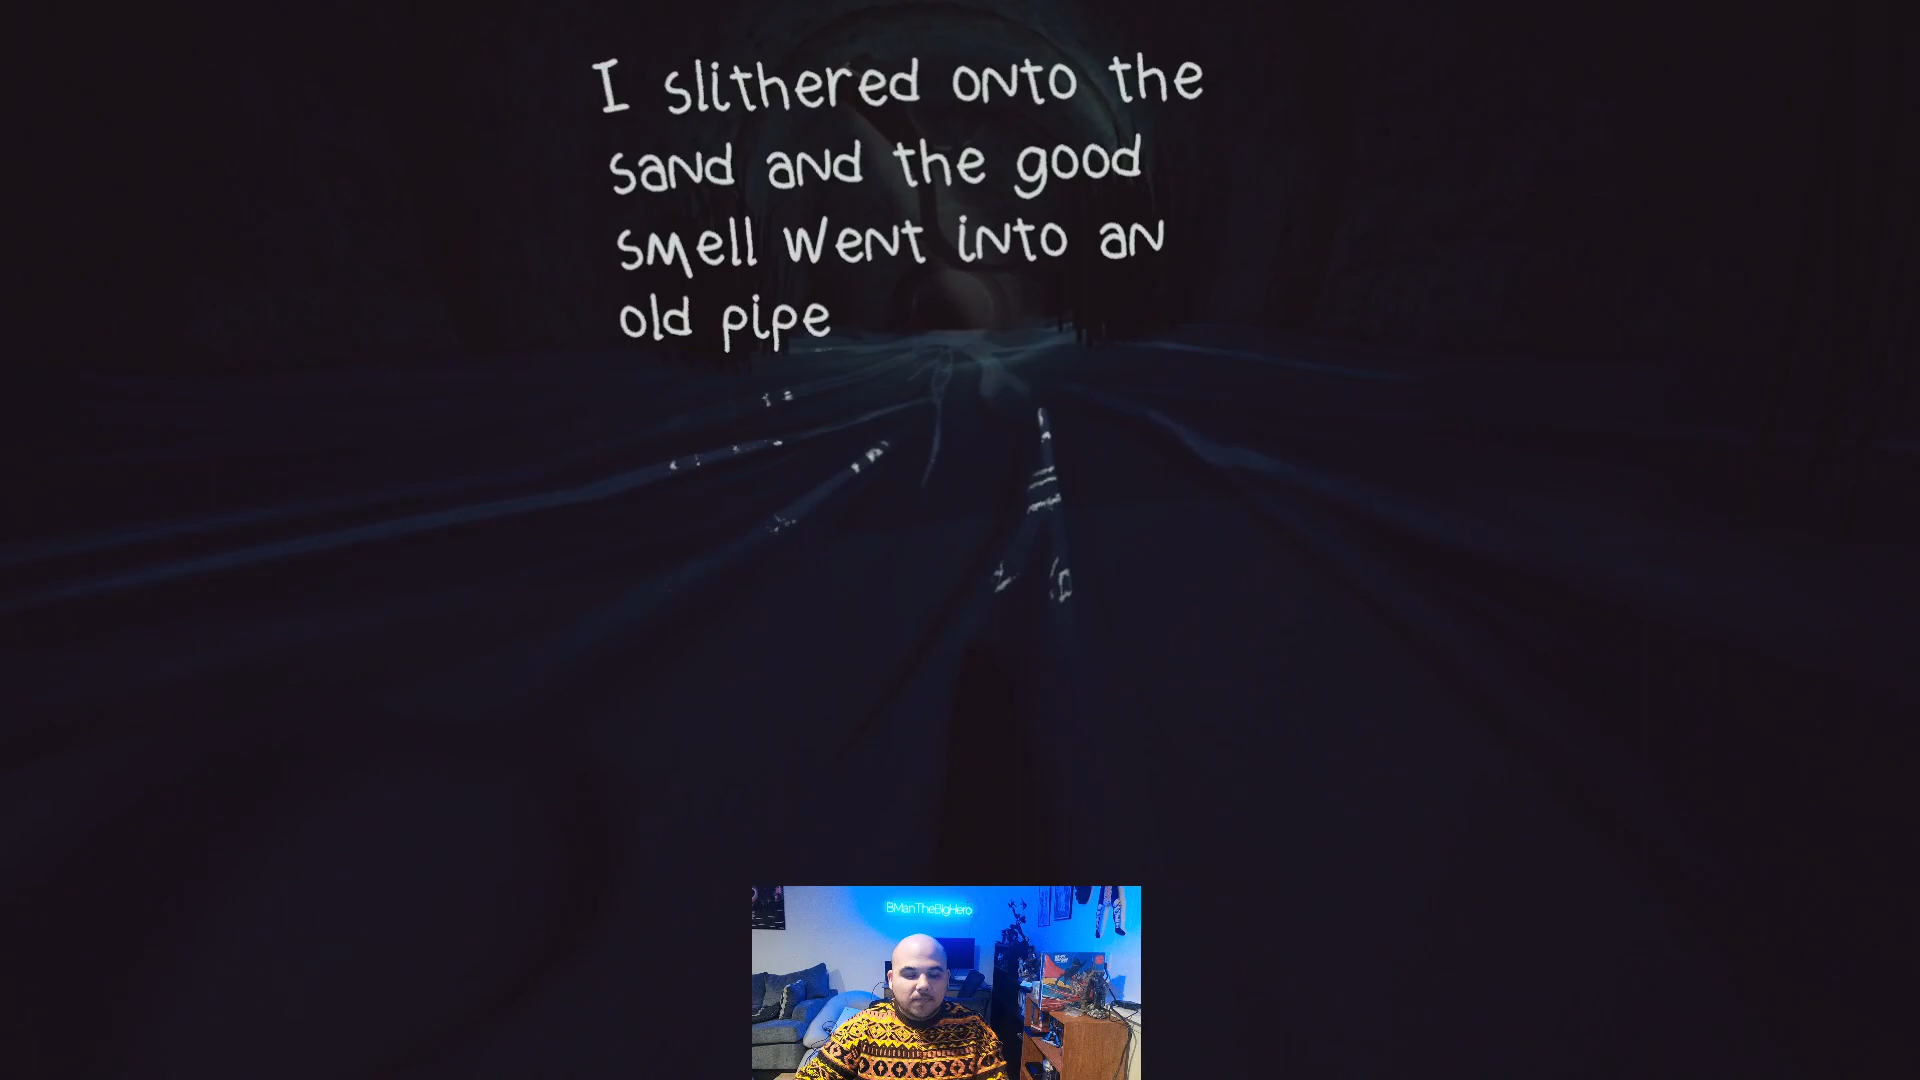 I slithered onto the
sand and the good
smell went into an
old pipe
BManTheBigHero